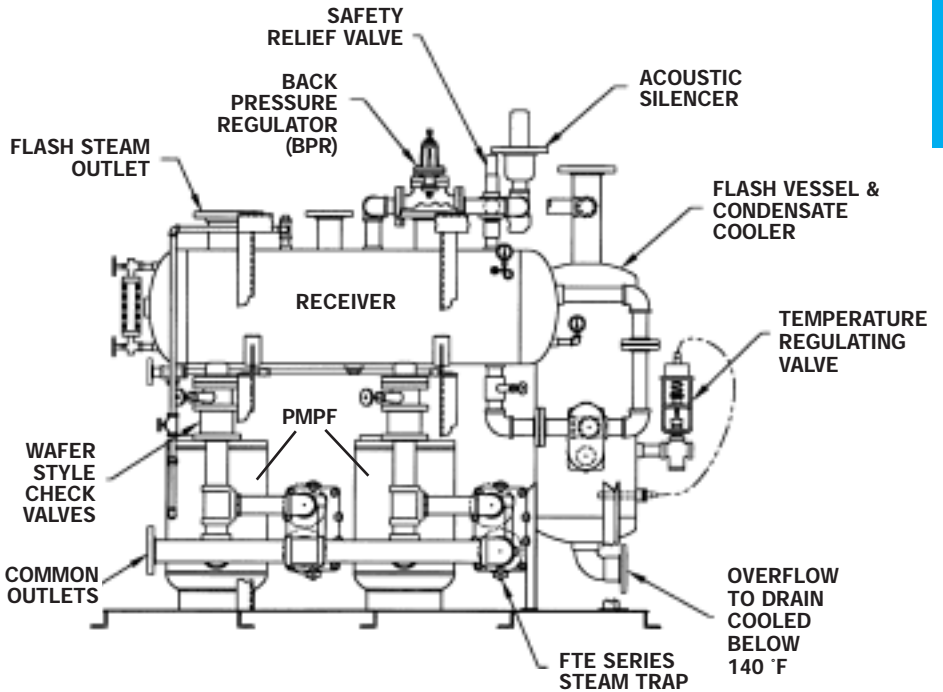 SAFETY
RELIEF VALVE
BACK
PRESSURE
REGULATOR
(BPR)
ACOUSTIC
SILENCER
FLASH STEAM
OUTLET
FLASH VESSEL &
CONDENSATE
COOLER
RECEIVER
TEMPERATURE
REGULATING
VALVE
PMPF
WAFER
STYLE
CHECK
VALVES
COMMON
OUTLETS
OVERFLOW
TO DRAIN
COOLED
BELOW
140 °F
FTE SERIES
STEAM TRAP